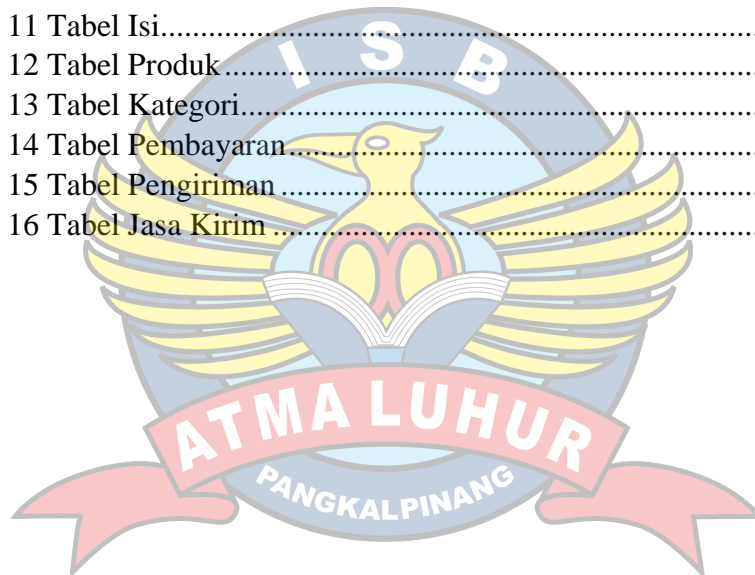 11 Tabel Isi.......................................................................
12 Tabel Produk..............................................................
13 Tabel Kategori...........................................................
14 Tabel Pembayaran.....................................................
15 Tabel Pengiriman ......................................................
16 Tabel Jasa Kirim .......................................................
I S B
ATMA LUHUR
PANGKALPINANG